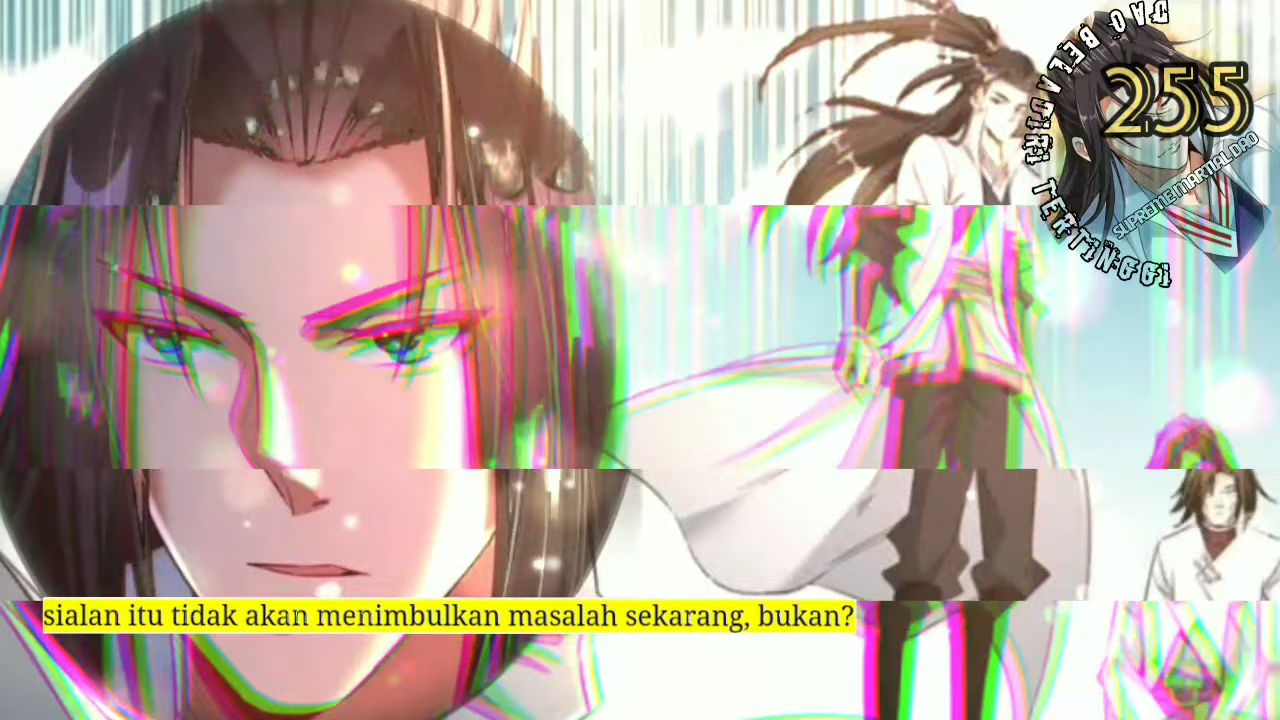 DAO BELADIRI TERTINGGI
255
SUPREME MARTIAL DAO
sialan itu tidak akan menimbulkan masalah sekarang, bukan?